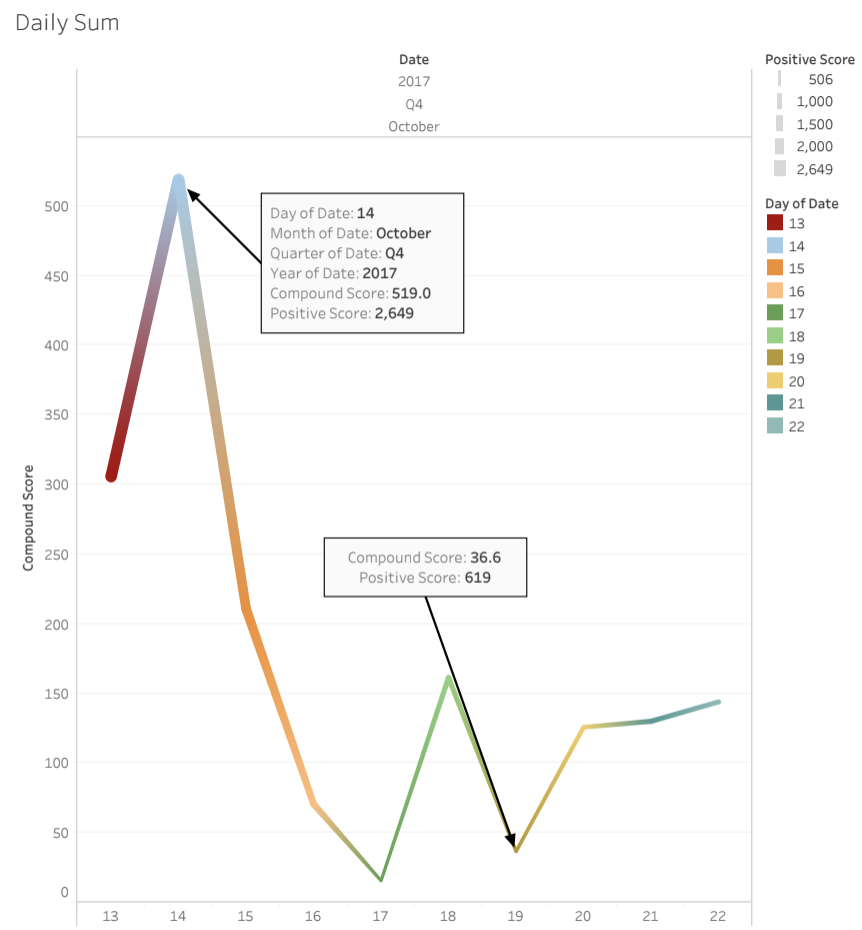 Daily Sum
Date
2017
Q4
October
Positive Score
506
1,000
1,500
2,000
2,649
Day of Date
13
14
15
16
17
18
19
20
21
22
Compound Score
500
450
400
350
300
250
200
150
100
50
0
Day of Date: 14
Month of Date: October
Quarter of Date: Q4
Year of Date: 2017
Compound Score: 519.0
Positive Score: 2,649
Compound Score: 36.6
Positive Score: 619
13 14 15 16 17 18 19 20 21 22